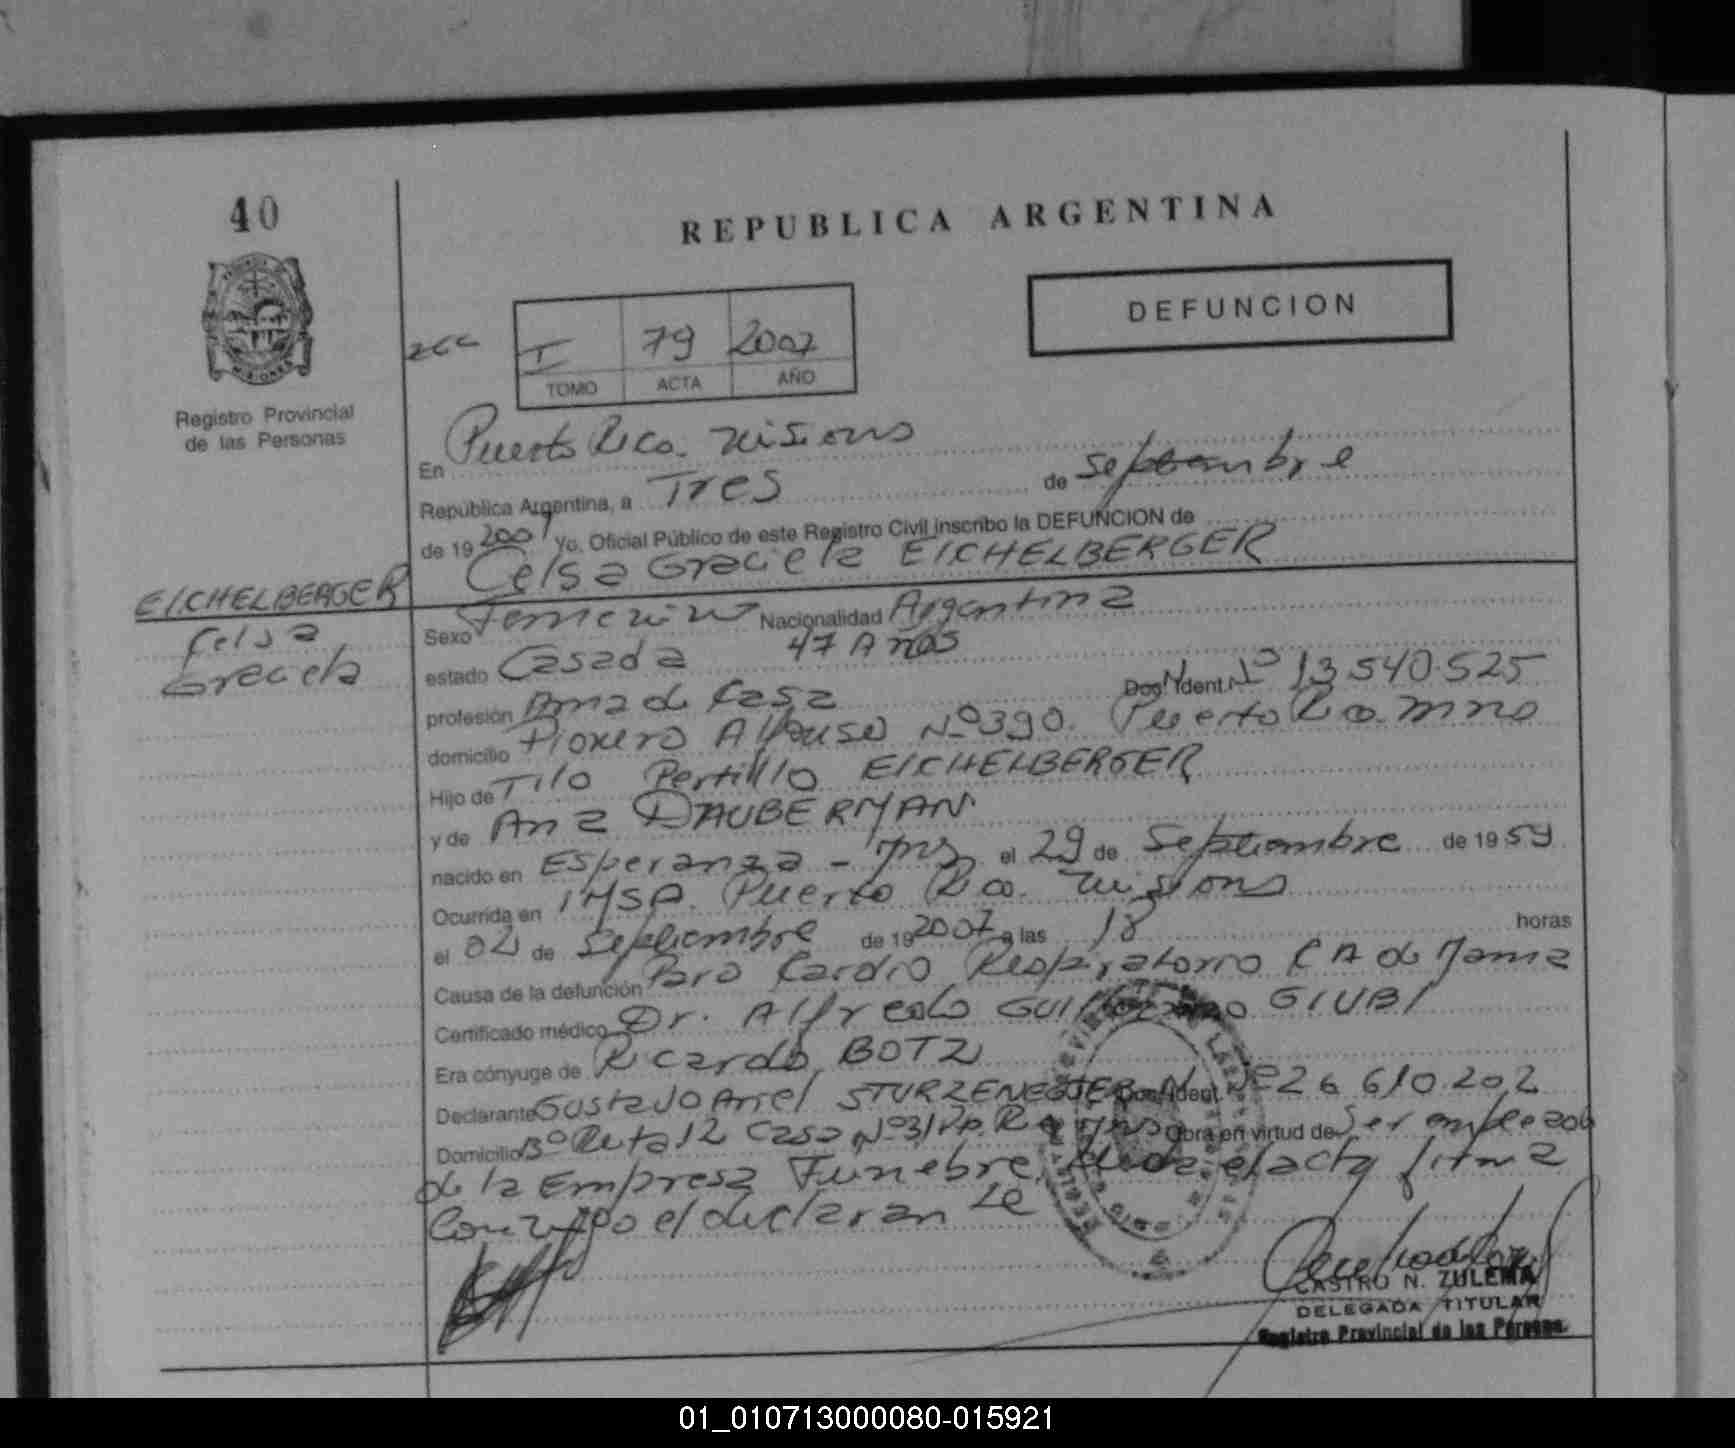 40
REPUBLICA ARGENTINA
DEFUNCION
I 79 2007
TOMO ACTA AÑO
MISIONES
Registro Provincial
de las Personas
En Puerto Rico. Misiones
República Argentina, a Tres de Septiembre
de 19 2007 yo, Oficial Público de este Registro Civil inscribo la DEFUNCION de
Celsa Graciela EICHELBERGER
EICHELBERGER
Celsa
Graciela
Sexo Femenino Nacionalidad Argentina
estado Casada 47 Años
profesión Ama de Casa Doc. Ident. Nº 13.540.525
domicilio Pionero Alfonso Nº 390. Puerto Rico. Mnes
Hijo de Tilo Pertillo EICHELBERGER
y de Ana DAUBERMAN
nacido en Esperanza - Mns el 29 de Septiembre de 1959
Ocurrida en IMSA. Puerto Rico. Misiones
el 02 de Septiembre de 19 2007 a las 18 horas
Causa de la defunción Paro Cardio Respiratorio CA de Mama
Certificado médico Dr. Alfredo Guillermo GIUBI
Era cónyuge de Ricardo BOTZ
Declarante Gustavo Ariel STURZENEGGER Doc. Ident. Nº 26.610.202
Domicilio Bº Ruta 12 Casa Nº 31 Pto. Rico Mns Obra en virtud de Ser empleado
de la Empresa Fúnebre. Leida el acta firma
Conmigo el declarante
CASTRO N. ZULEMA
DELEGADA TITULAR
Registro Provincial de las Personas
01_010713000080-015921